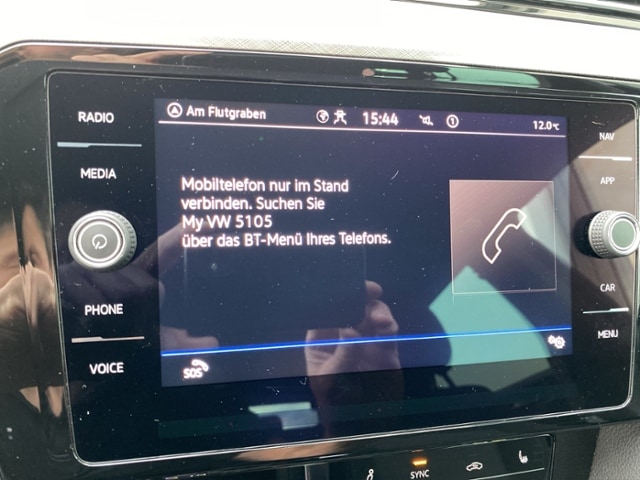 RADIO
MEDIA
PHONE
VOICE
Am Flutgraben
15:44
1
12.0°C
Mobiltelefon nur im Stand
verbinden. Suchen Sie
My VW 5105
über das BT-Menü Ihres Telefons.
SOS
NAV
APP
CAR
MENU
SYNC